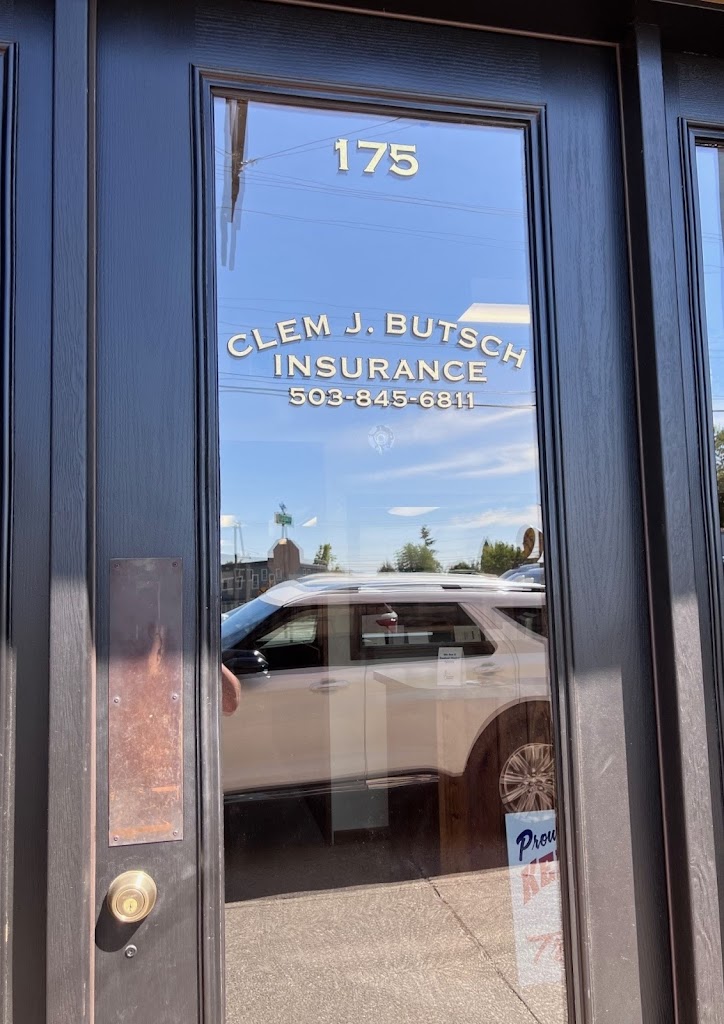 175
CLEM J. BUTSCH
INSURANCE
503-845-6811